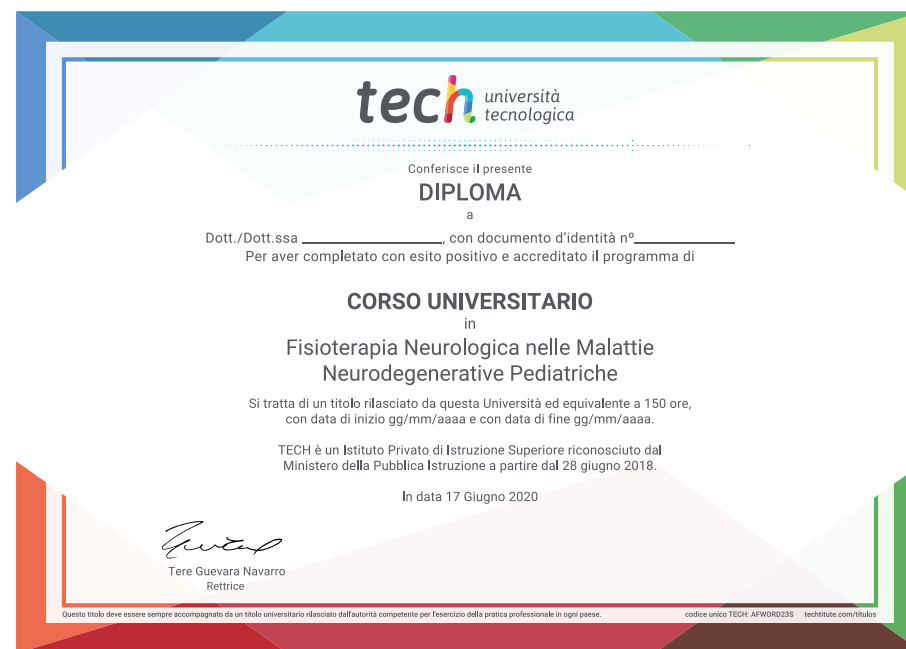 tech università
tecnologica
Conferisce il presente
DIPLOMA
a
Dott./Dott.ssa ____________________, con documento d'identità nº______________
Per aver completato con esito positivo e accreditato il programma di
CORSO UNIVERSITARIO
in
Fisioterapia Neurologica nelle Malattie
Neurodegenerative Pediatriche
Si tratta di un titolo rilasciato da questa Università ed equivalente a 150 ore,
con data di inizio gg/mm/aaaa e con data di fine gg/mm/aaaa.
TECH è un Istituto Privato di Istruzione Superiore riconosciuto dal
Ministero della Pubblica Istruzione a partire dal 28 giugno 2018.
In data 17 Giugno 2020
Tere Guevara Navarro
Rettrice
Questo titolo deve essere sempre accompagnato da un titolo universitario rilasciato dall'autorità competente per l'esercizio della pratica professionale in ogni paese. codice unico TECH: AFWORD23S techtitute.com/titulos